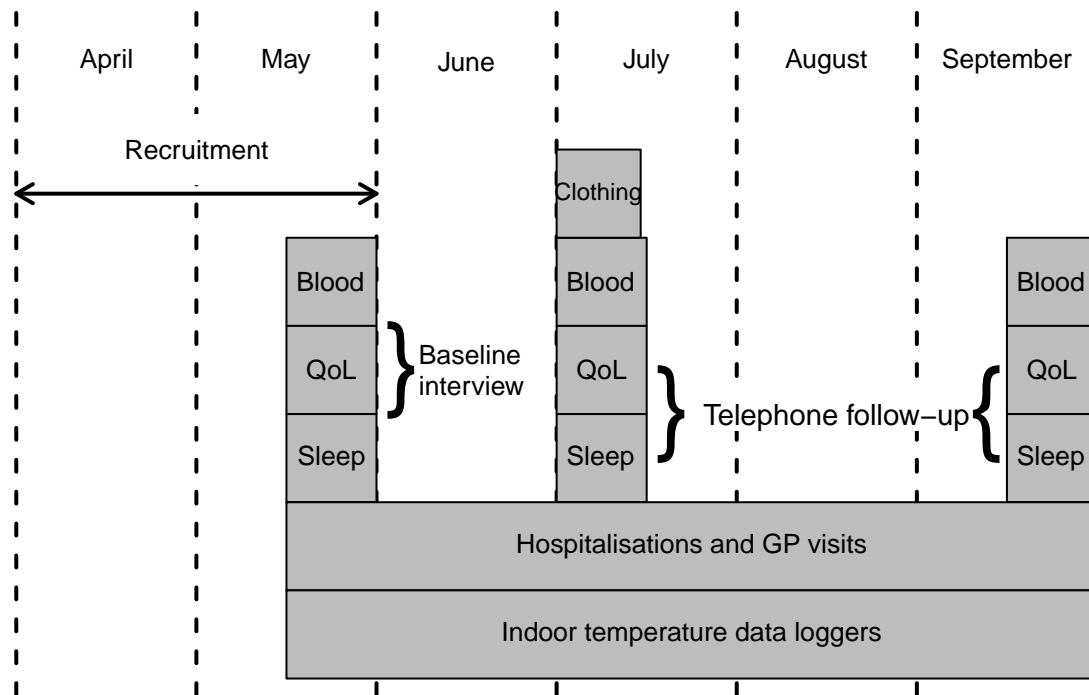 April
May
June
July
August
September
Recruitment
Clothing
Blood
Blood
Blood
QoL
Baseline
interview
QoL
QoL
Telephone follow−up
Sleep
Sleep
Sleep
Hospitalisations and GP visits
Indoor temperature data loggers